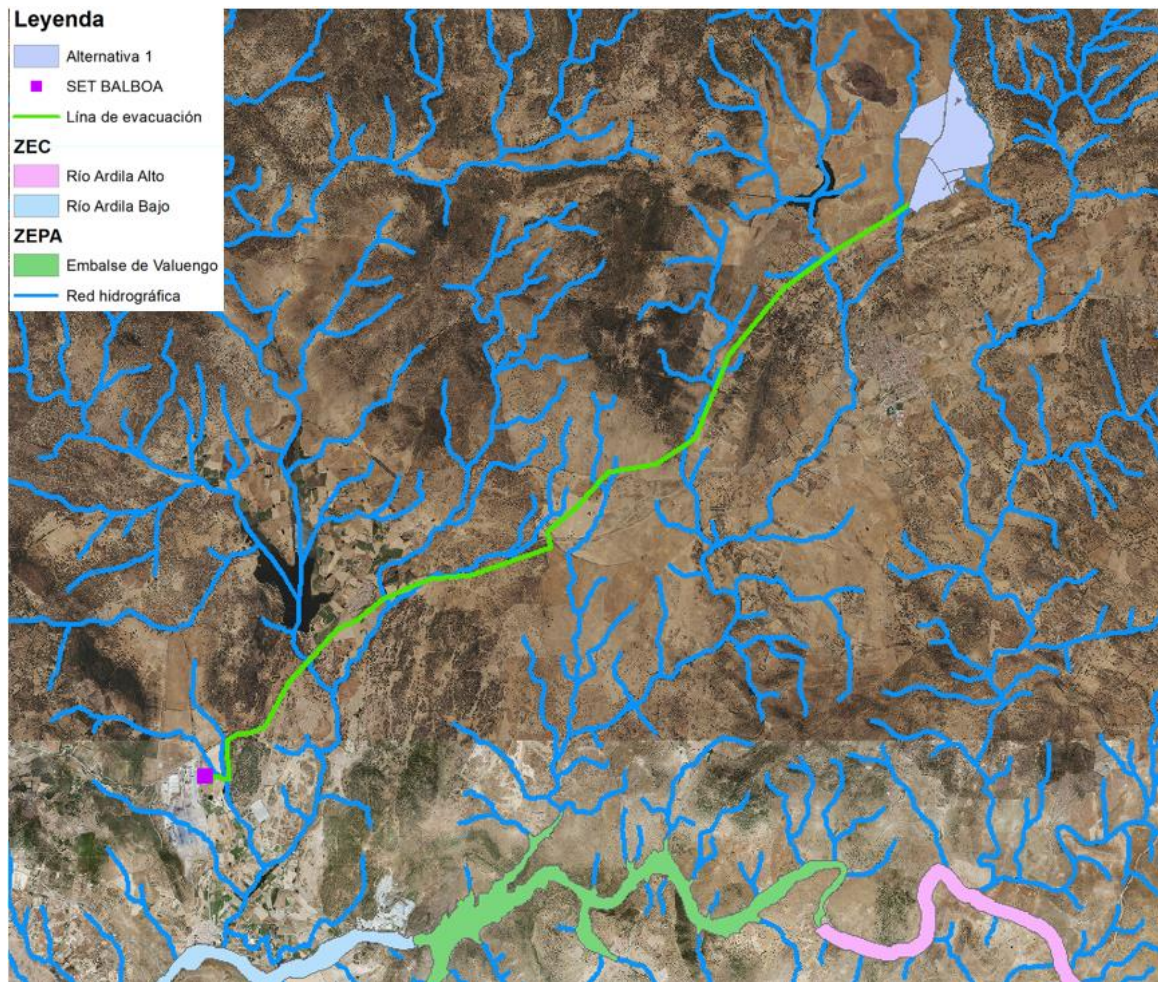 Leyenda
Alternativa 1
SET BALBOA
Lína de evacuación
ZEC
Río Ardila Alto
Río Ardila Bajo
ZEPA
Embalse de Valuengo
Red hidrográfica